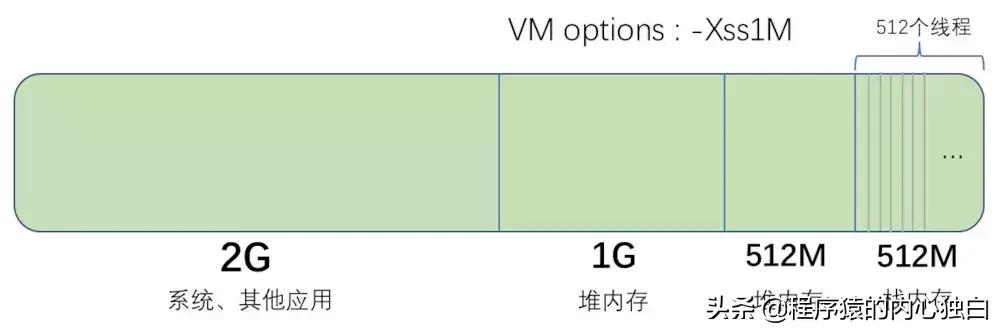 VM options : -Xss1M
512个线程
...
2G
1G
512M
512M
系统、其他应用
堆内存
堆内存
栈内存
头条@程序猿的内心独白